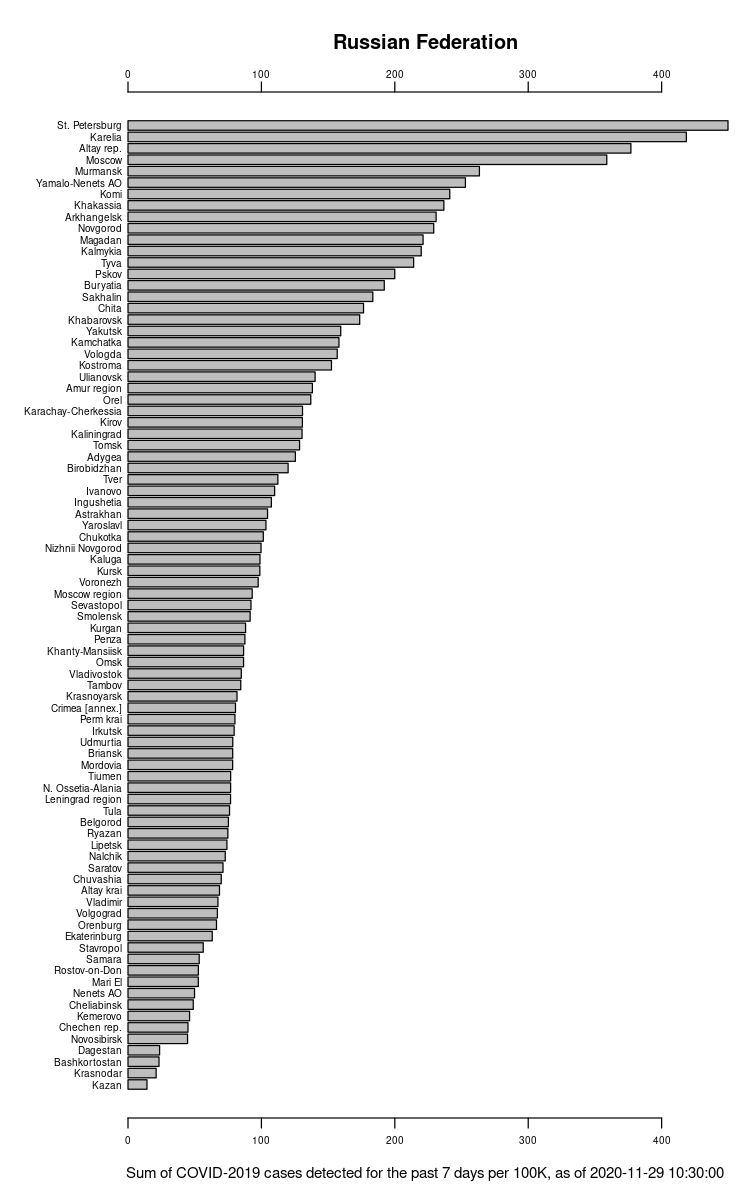 Russian Federation
0 100 200 300 400
St. Petersburg
Karelia
Altay rep.
Moscow
Murmansk
Yamalo-Nenets AO
Komi
Khakassia
Arkhangelsk
Novgorod
Magadan
Kalmykia
Tyva
Pskov
Buryatia
Sakhalin
Chita
Khabarovsk
Yakutsk
Kamchatka
Vologda
Kostroma
Ulianovsk
Amur region
Orel
Karachay-Cherkessia
Kirov
Kaliningrad
Tomsk
Adygea
Birobidzhan
Tver
Ivanovo
Ingushetia
Astrakhan
Yaroslavl
Chukotka
Nizhnii Novgorod
Kaluga
Kursk
Voronezh
Moscow region
Sevastopol
Smolensk
Kurgan
Penza
Khanty-Mansiisk
Omsk
Vladivostok
Tambov
Krasnoyarsk
Crimea [annex.]
Perm krai
Irkutsk
Udmurtia
Briansk
Mordovia
Tiumen
N. Ossetia-Alania
Leningrad region
Tula
Belgorod
Ryazan
Lipetsk
Nalchik
Saratov
Chuvashia
Altay krai
Vladimir
Volgograd
Orenburg
Ekaterinburg
Stavropol
Samara
Rostov-on-Don
Mari El
Nenets AO
Cheliabinsk
Kemerovo
Chechen rep.
Novosibirsk
Dagestan
Bashkortostan
Krasnodar
Kazan
0 100 200 300 400
Sum of COVID-2019 cases detected for the past 7 days per 100K, as of 2020-11-29 10:30:00